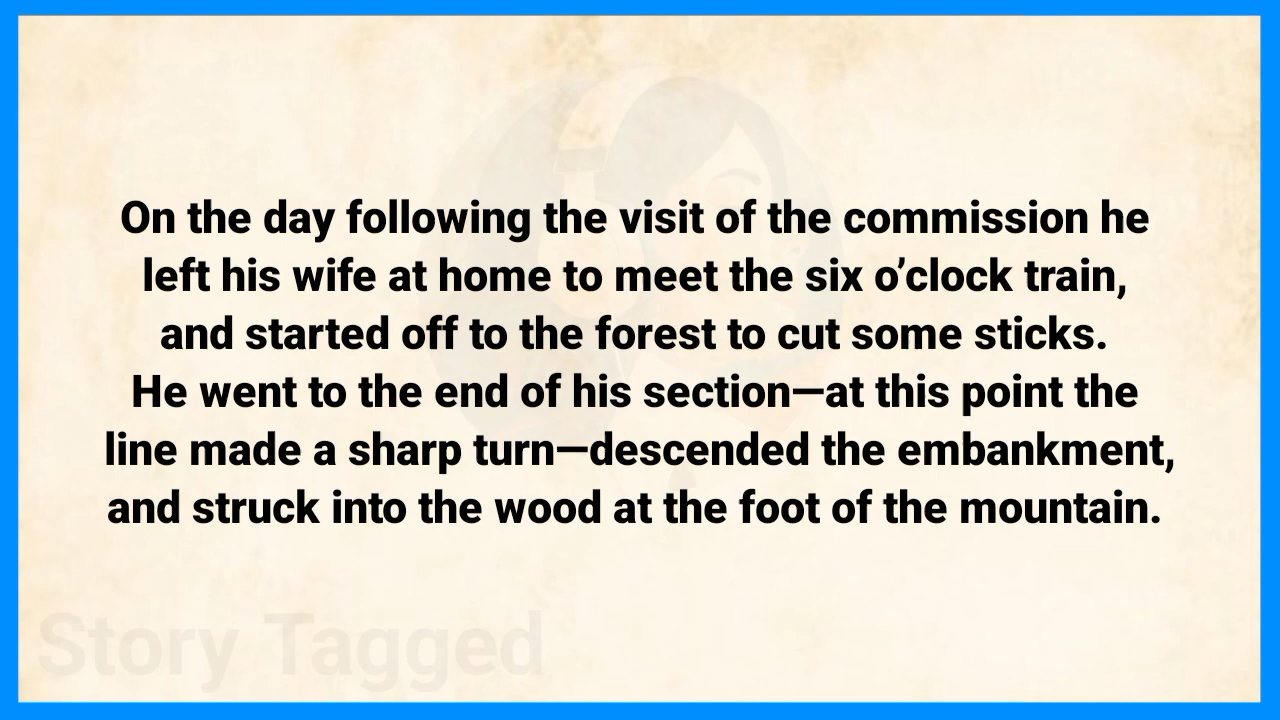 On the day following the visit of the commission he
left his wife at home to meet the six o’clock train,
and started off to the forest to cut some sticks.
He went to the end of his section—at this point the
line made a sharp turn—descended the embankment,
and struck into the wood at the foot of the mountain.
Story Tagged